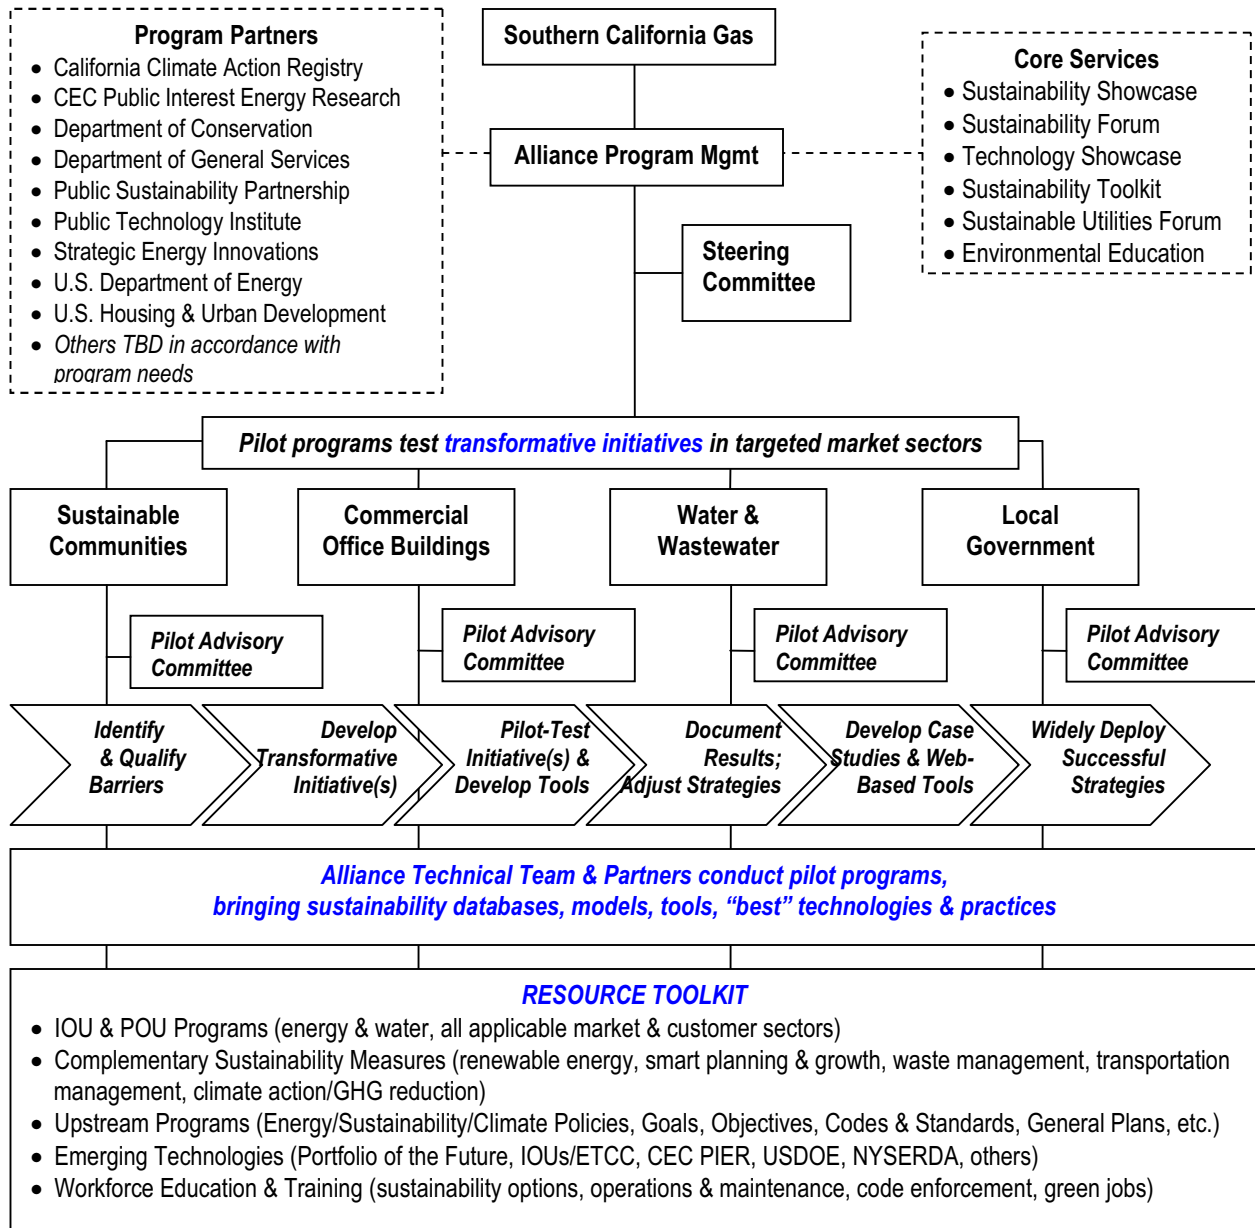 Program Partners
• California Climate Action Registry
• CEC Public Interest Energy Research
• Department of Conservation
• Department of General Services
• Public Sustainability Partnership
• Public Technology Institute
• Strategic Energy Innovations
• U.S. Department of Energy
• U.S. Housing & Urban Development
• Others TBD in accordance with
program needs
Southern California Gas
Alliance Program Mgmt
Steering
Committee
Core Services
• Sustainability Showcase
• Sustainability Forum
• Technology Showcase
• Sustainability Toolkit
• Sustainable Utilities Forum
• Environmental Education
Pilot programs test transformative initiatives in targeted market sectors
Sustainable
Communities
Commercial
Office Buildings
Water &
Wastewater
Local
Government
Pilot Advisory
Committee
Pilot Advisory
Committee
Pilot Advisory
Committee
Pilot Advisory
Committee
Identify
& Qualify
Barriers
Develop
Transformative
Initiative(s)
Pilot-Test
Initiative(s) &
Develop Tools
Document
Results;
Adjust Strategies
Develop Case
Studies & Web-
Based Tools
Widely Deploy
Successful
Strategies
Alliance Technical Team & Partners conduct pilot programs,
bringing sustainability databases, models, tools, “best” technologies & practices
RESOURCE TOOLKIT
• IOU & POU Programs (energy & water, all applicable market & customer sectors)
• Complementary Sustainability Measures (renewable energy, smart planning & growth, waste management, transportation
management, climate action/GHG reduction)
• Upstream Programs (Energy/Sustainability/Climate Policies, Goals, Objectives, Codes & Standards, General Plans, etc.)
• Emerging Technologies (Portfolio of the Future, IOUs/ETCC, CEC PIER, USDOE, NYSERDA, others)
• Workforce Education & Training (sustainability options, operations & maintenance, code enforcement, green jobs)